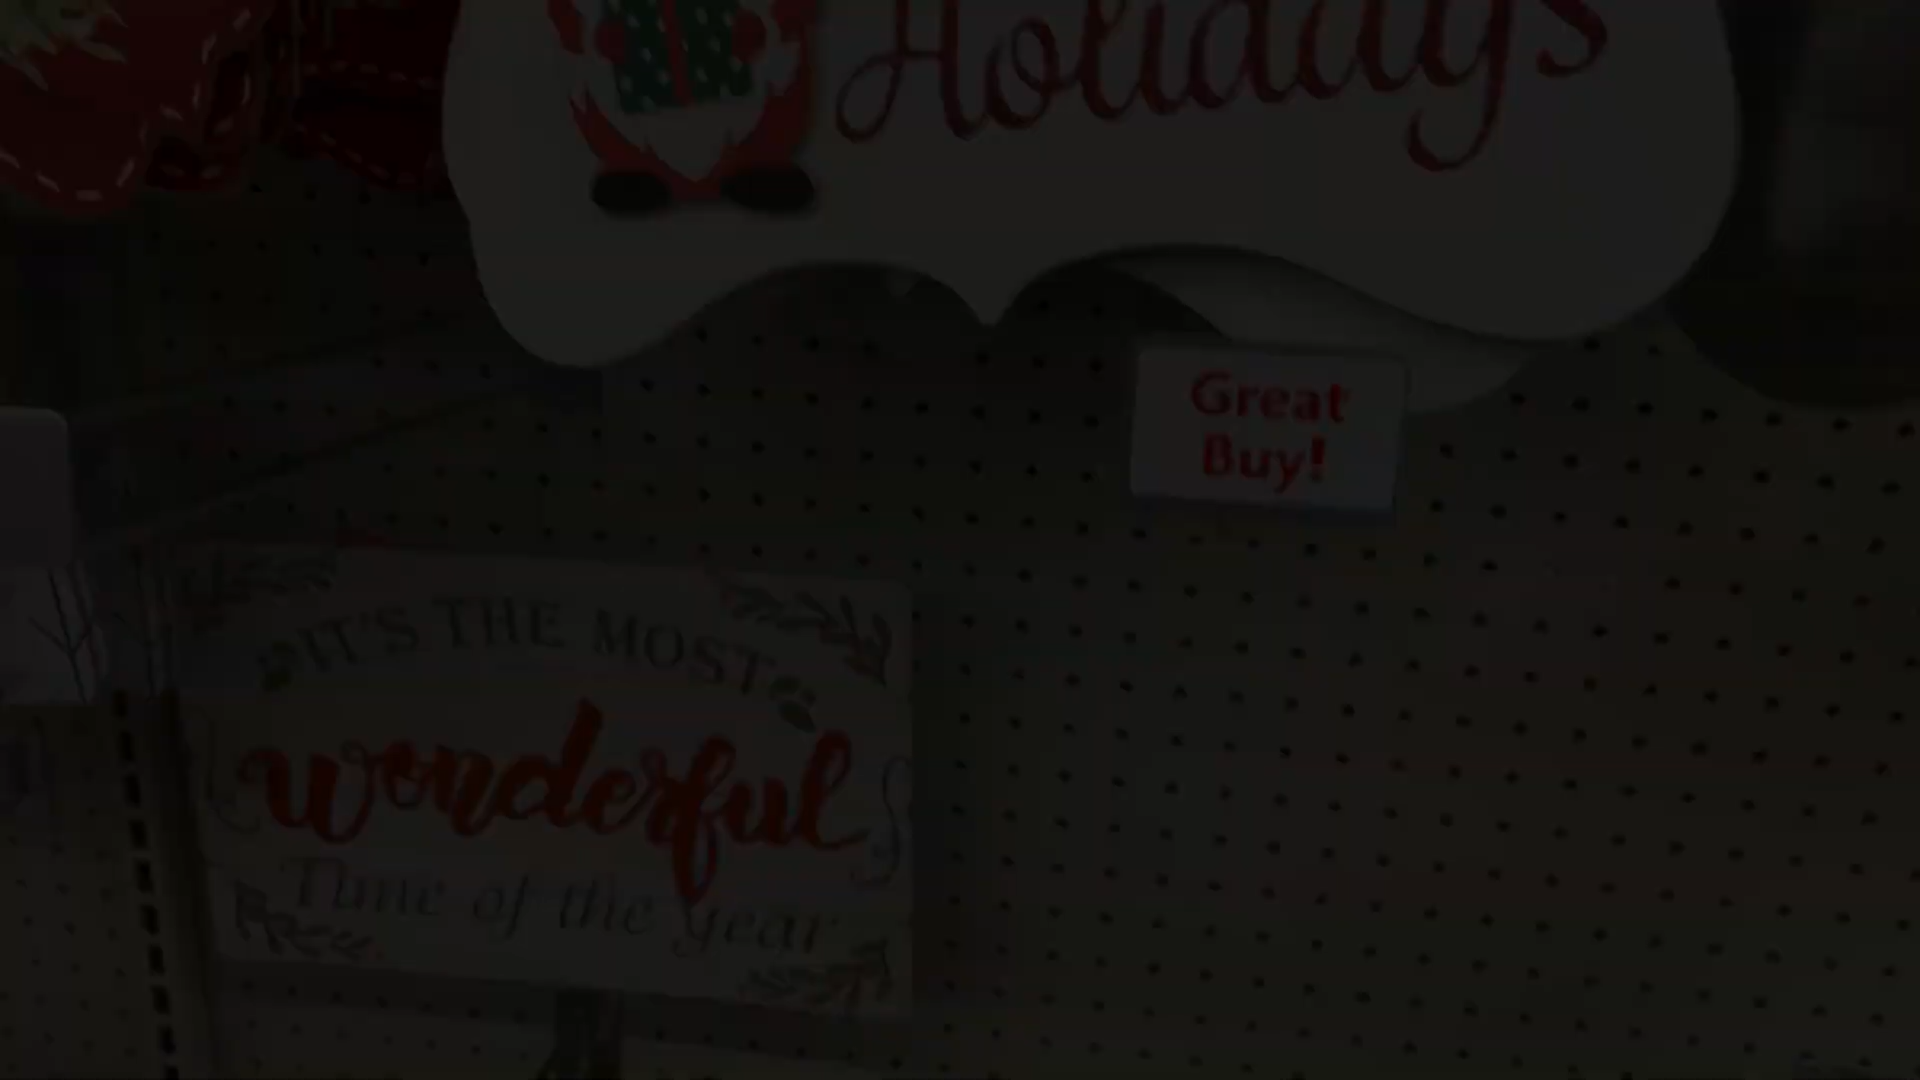 Holidays
Great
Buy!
IT'S THE MOST
wonderful
Time of the year